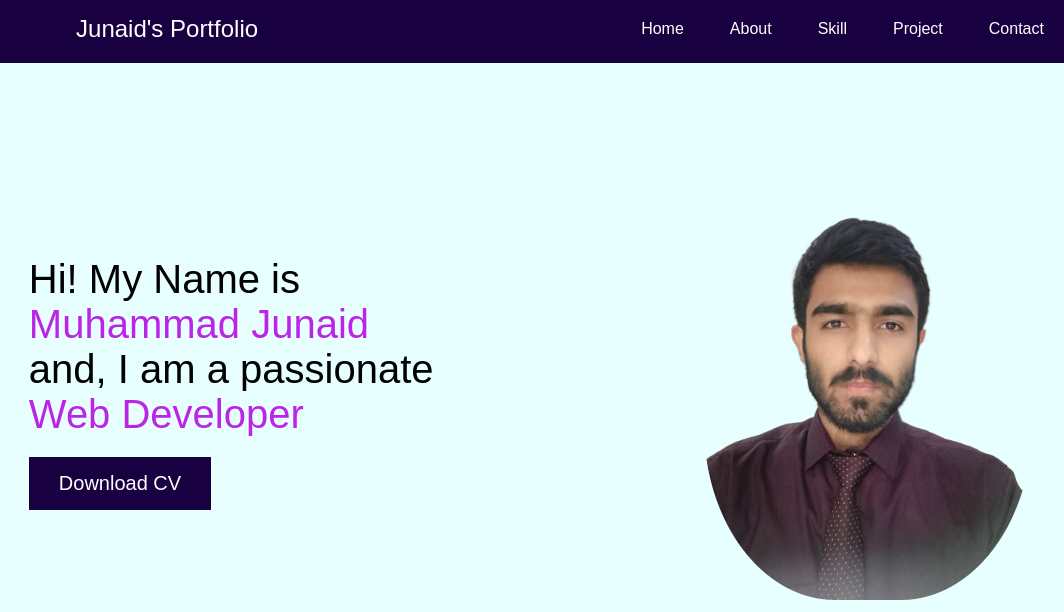 Junaid's Portfolio
Home About Skill Project Contact
Hi! My Name is
Muhammad Junaid
and, I am a passionate
Web Developer
Download CV